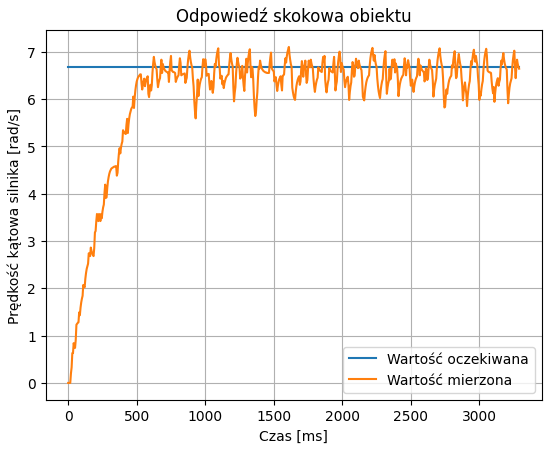 Odpowiedź skokowa obiektu
Prędkość kątowa silnika [rad/s]
7
6
5
4
3
2
1
0
Wartość oczekiwana
Wartość mierzona
0 500 1000 1500 2000 2500 3000
Czas [ms]